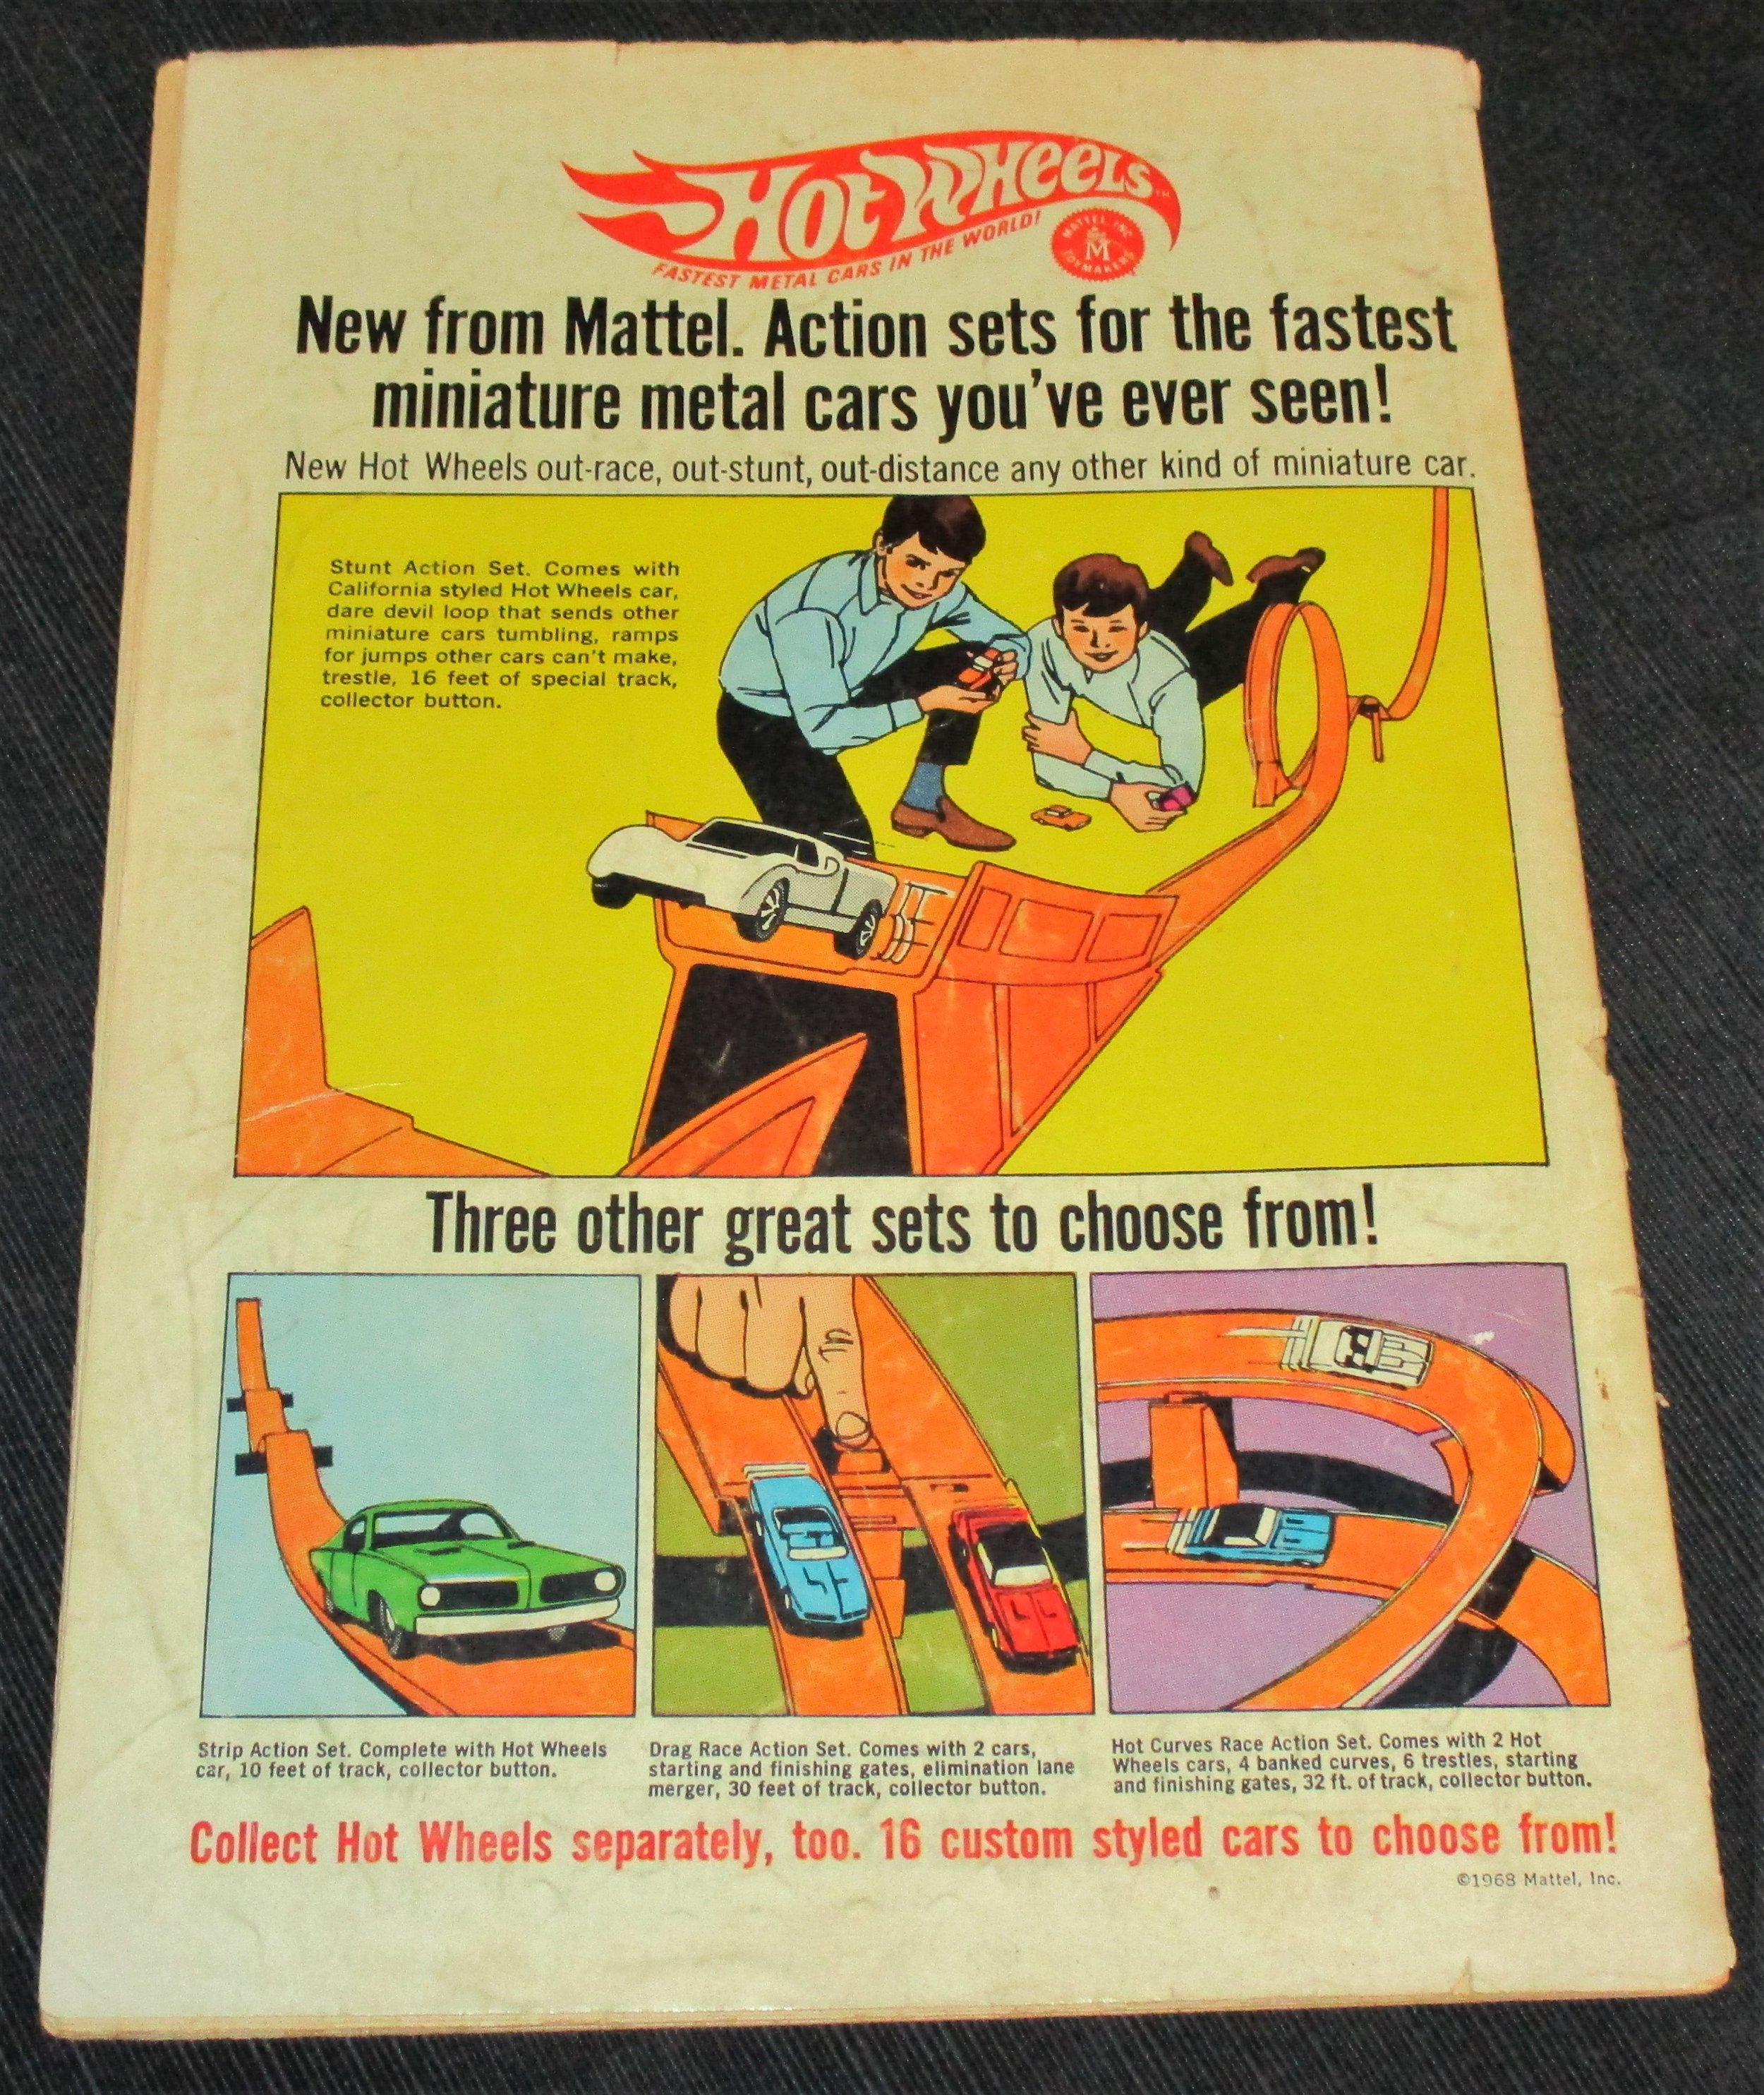 HOT WHEELS™
FASTEST METAL CARS IN THE WORLD!
MATTEL, INC.
M
TOYMAKERS
New from Mattel. Action sets for the fastest
miniature metal cars you've ever seen!
New Hot Wheels out-race, out-stunt, out-distance any other kind of miniature car.
Stunt Action Set. Comes with
California styled Hot Wheels car,
dare devil loop that sends other
miniature cars tumbling, ramps
for jumps other cars can't make,
trestle, 16 feet of special track,
collector button.
Three other great sets to choose from!
Strip Action Set. Complete with Hot Wheels
car, 10 feet of track, collector button.
Drag Race Action Set. Comes with 2 cars,
starting and finishing gates, elimination lane
merger, 30 feet of track, collector button.
Hot Curves Race Action Set. Comes with 2 Hot
Wheels cars, 4 banked curves, 6 trestles, starting
and finishing gates, 32 ft. of track, collector button.
Collect Hot Wheels separately, too. 16 custom styled cars to choose from!
©1968 Mattel, Inc.